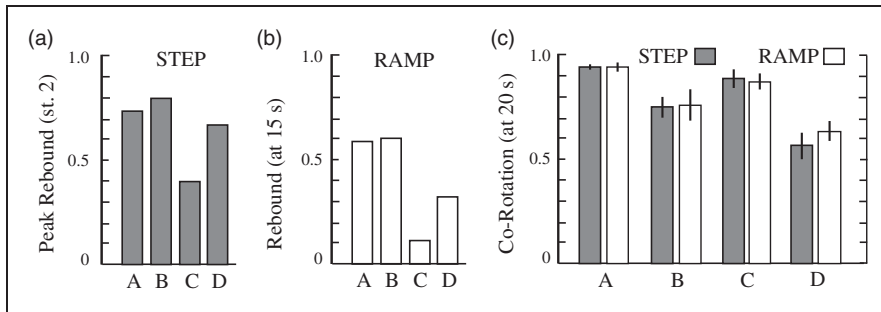 (a)
STEP
1.0
0.5
0
Peak Rebound (st. 2)
A B C D
(b)
RAMP
1.0
0.5
0
Rebound (at 15 s)
A B C D
(c)
STEP RAMP
1.0
0.5
0
Co-Rotation (at 20 s)
A B C D